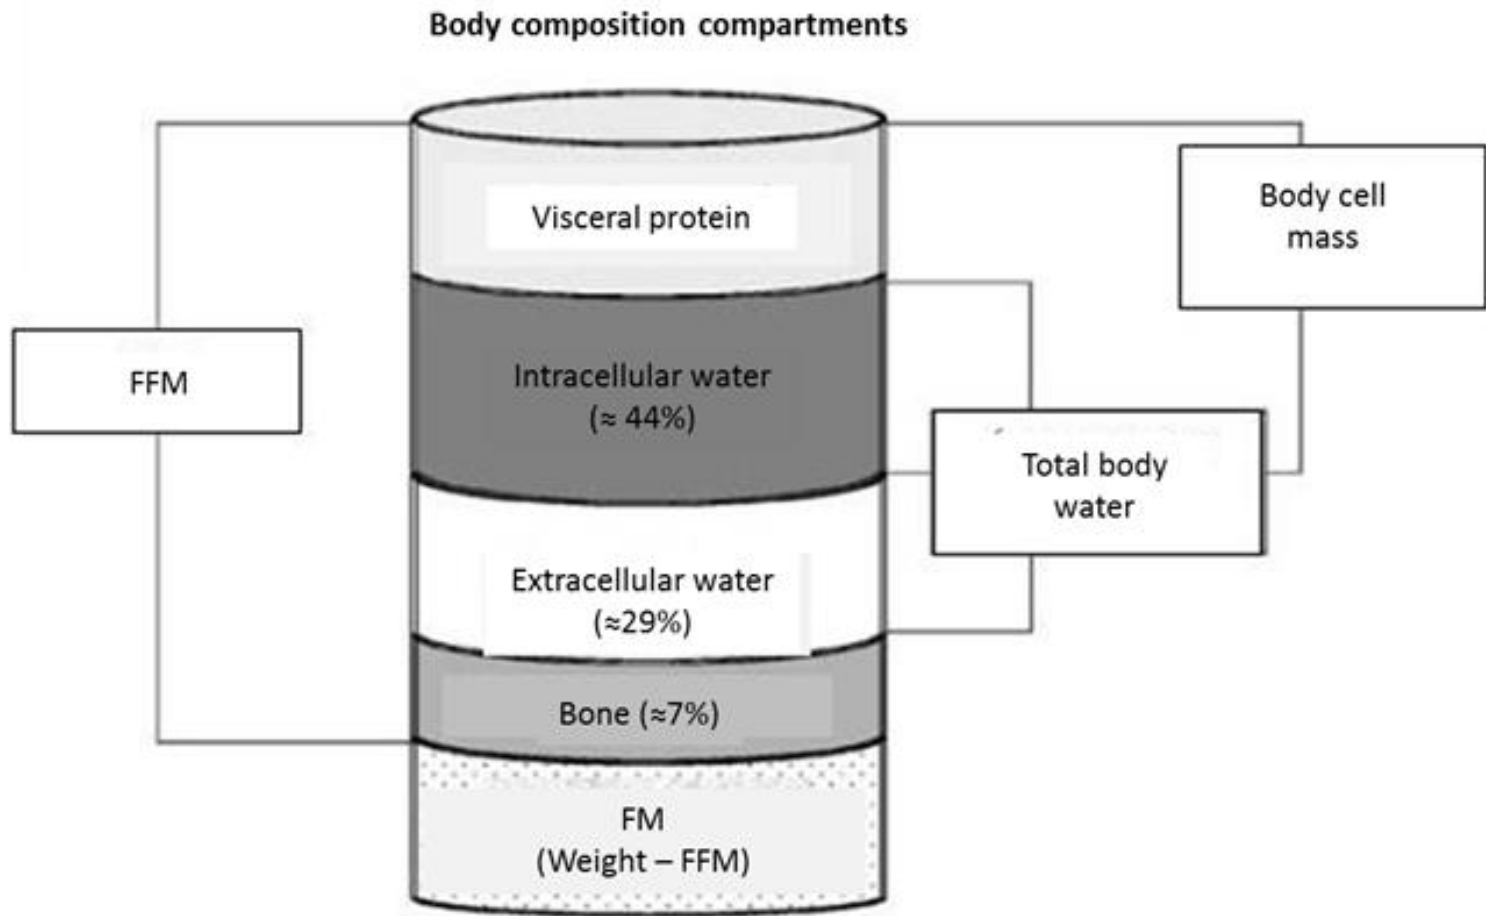 Body composition compartments
Visceral protein
Body cell
mass
FFM
Intracellular water
(≈ 44%)
Total body
water
Extracellular water
(≈29%)
Bone (≈7%)
FM
(Weight – FFM)